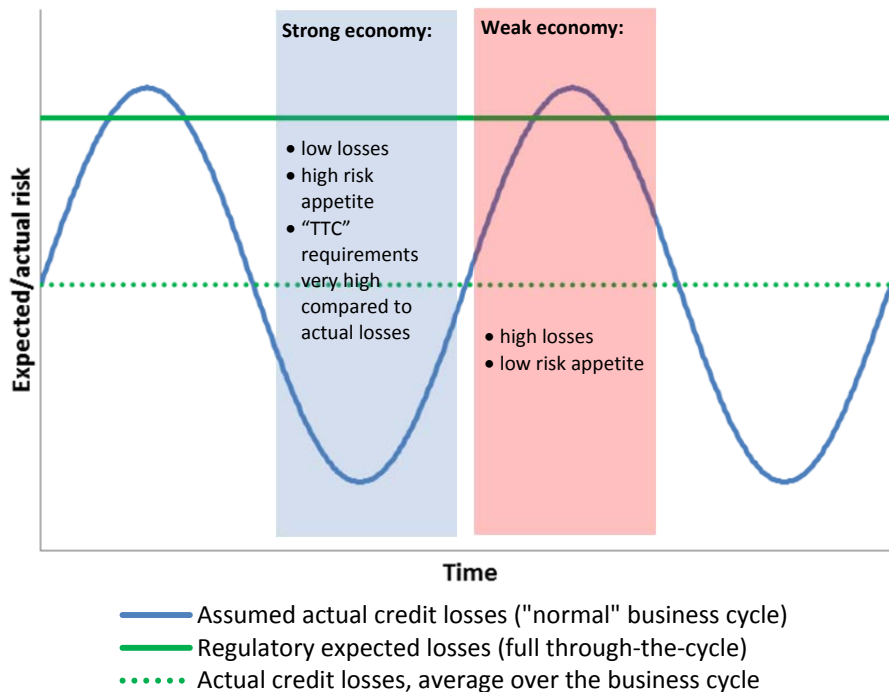 Strong economy:
• low losses
• high risk
appetite
• “TTC”
requirements
very high
compared to
actual losses
Weak economy:
• high losses
• low risk appetite
Expected/actual risk
Time
Assumed actual credit losses ("normal" business cycle)
Regulatory expected losses (full through-the-cycle)
Actual credit losses, average over the business cycle